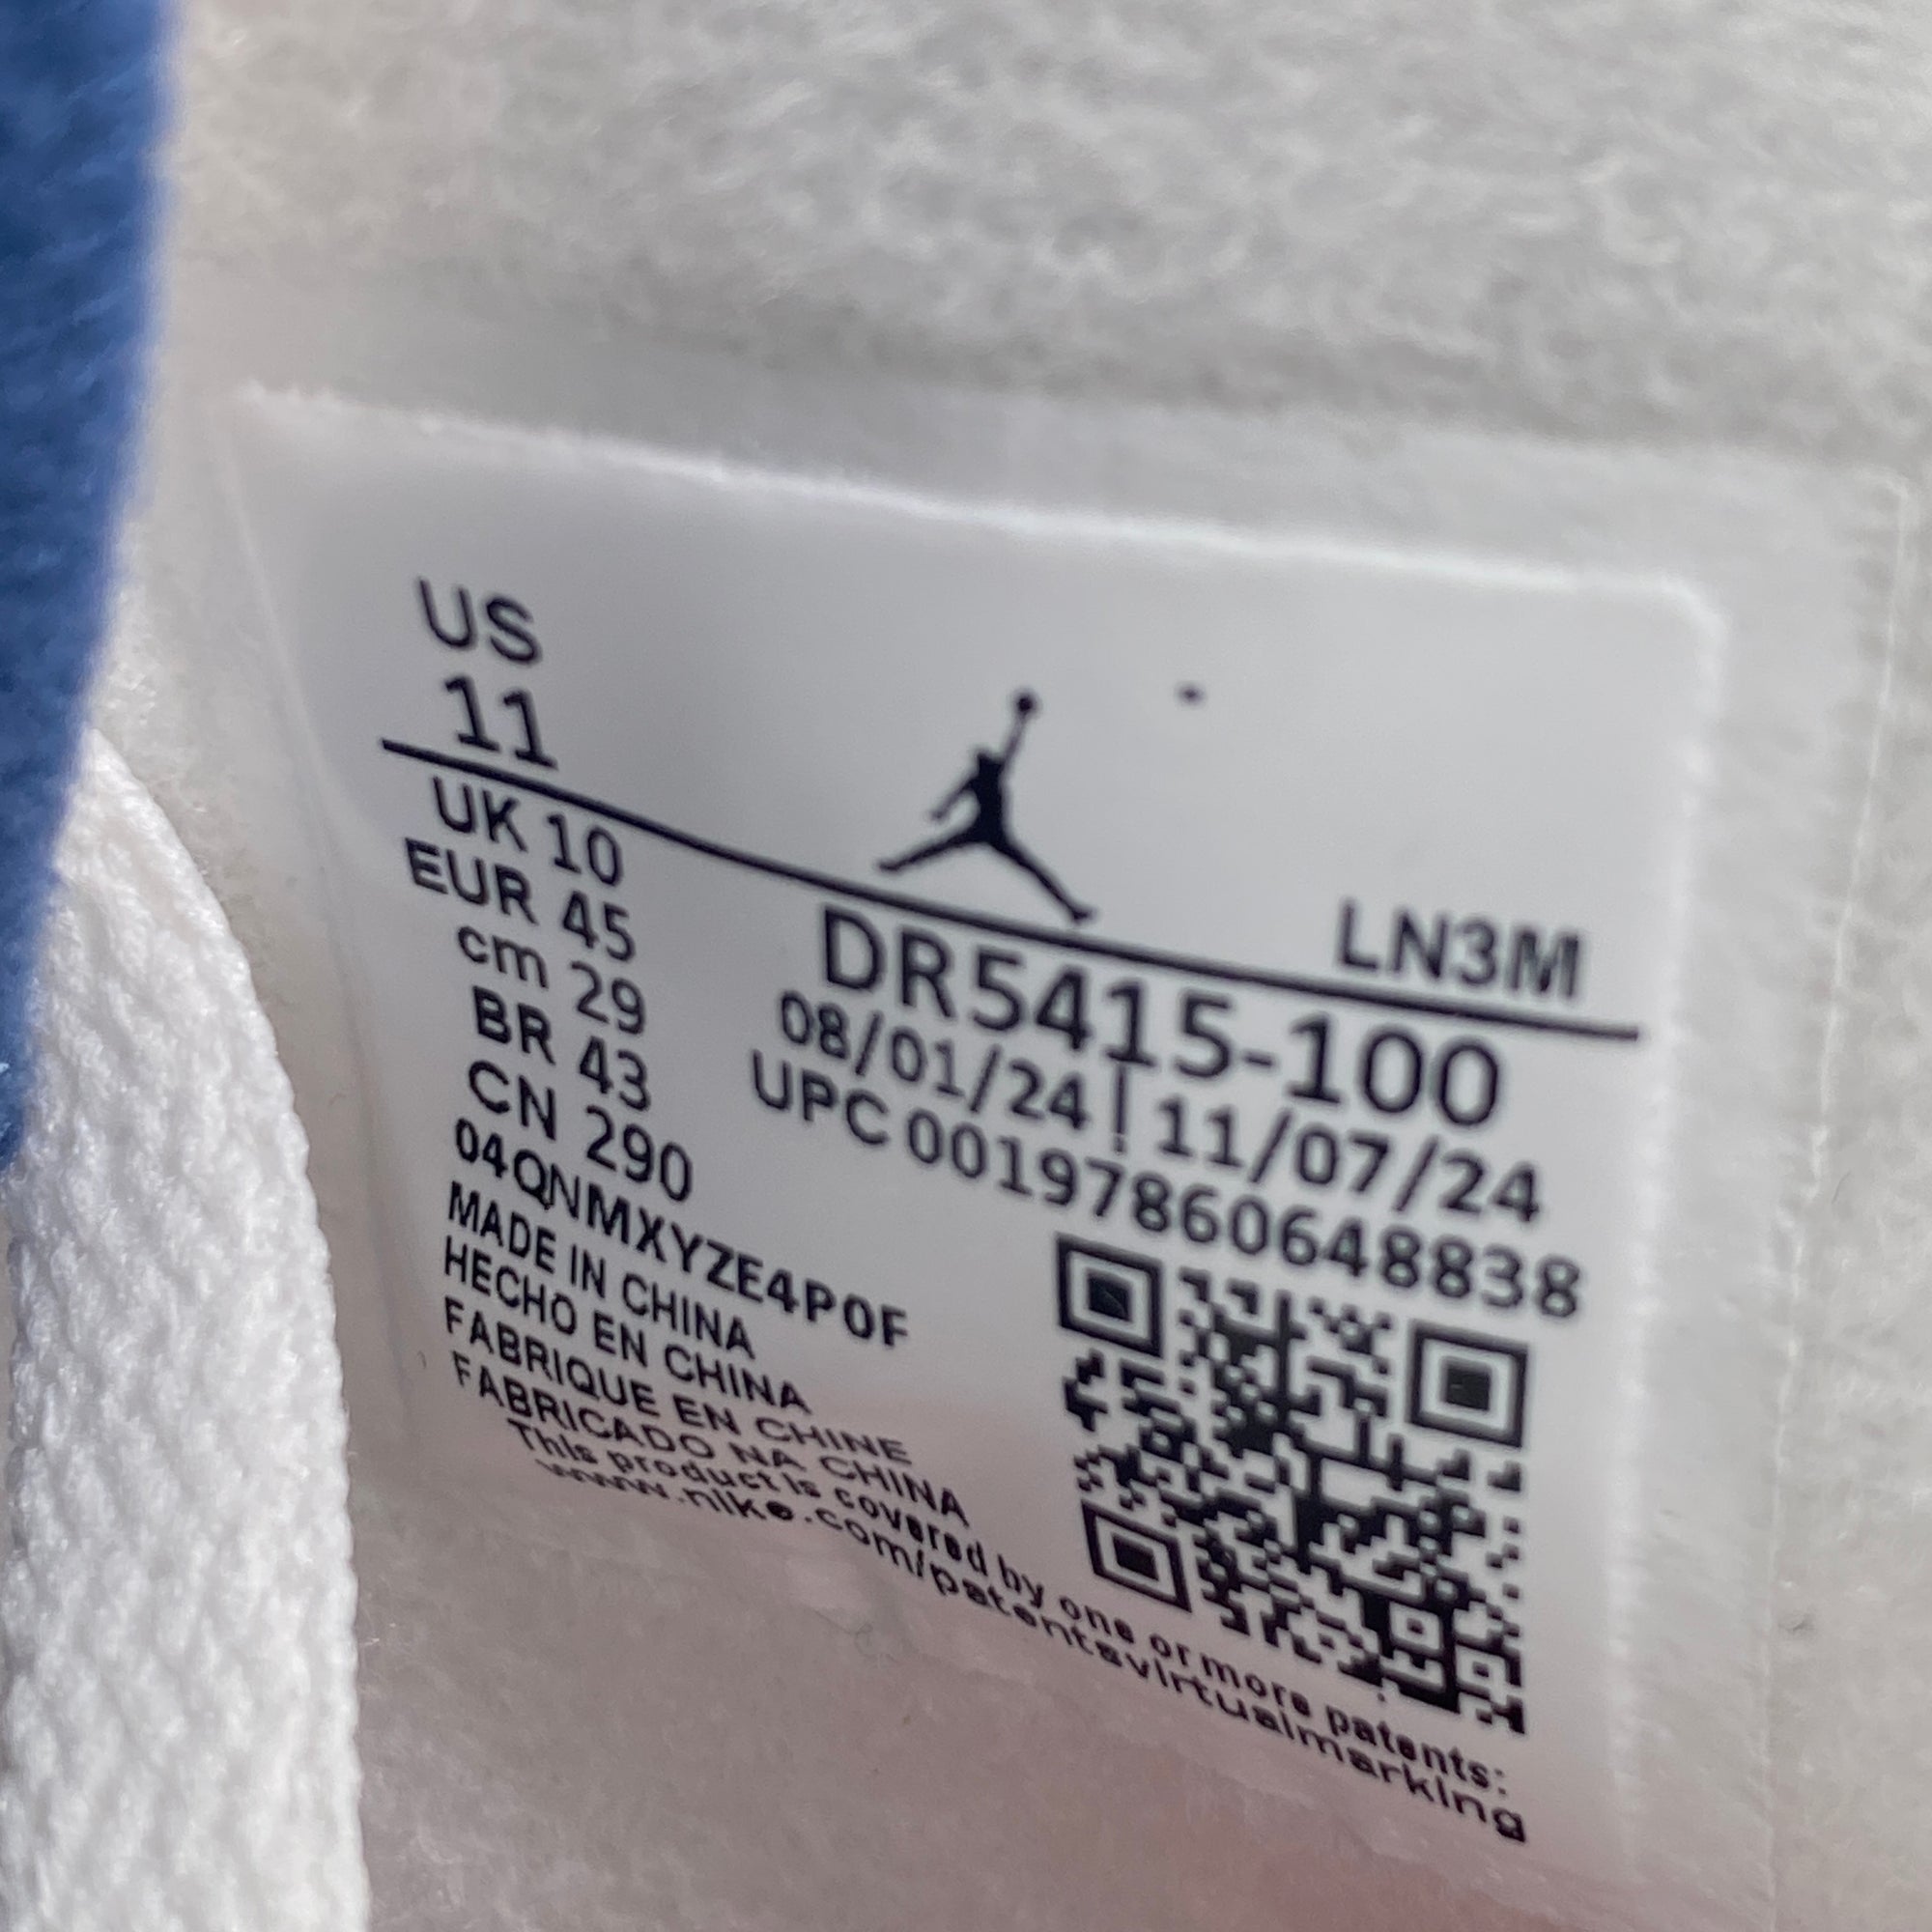 US
11
LN3M
UK 10
EUR 45
cm 29
BR 43
CN 290
DR5415-100
08/01/24 | 11/07/24
UPC 00197860648838
04QNMXYZE4P0F
MADE IN CHINA
HECHO EN CHINA
FABRIQUE EN CHINE
FABRICADO NA CHINA
This product is covered by one or more patents:
www.nike.com/patentsvirtualmarking